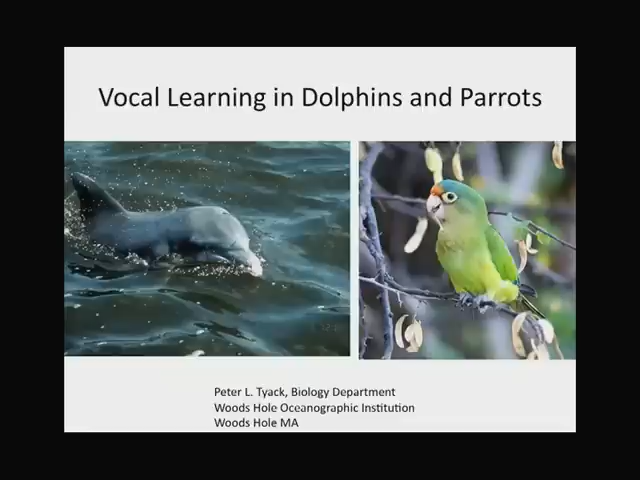 Vocal Learning in Dolphins and Parrots
Peter L. Tyack, Biology Department
Woods Hole Oceanographic Institution
Woods Hole MA